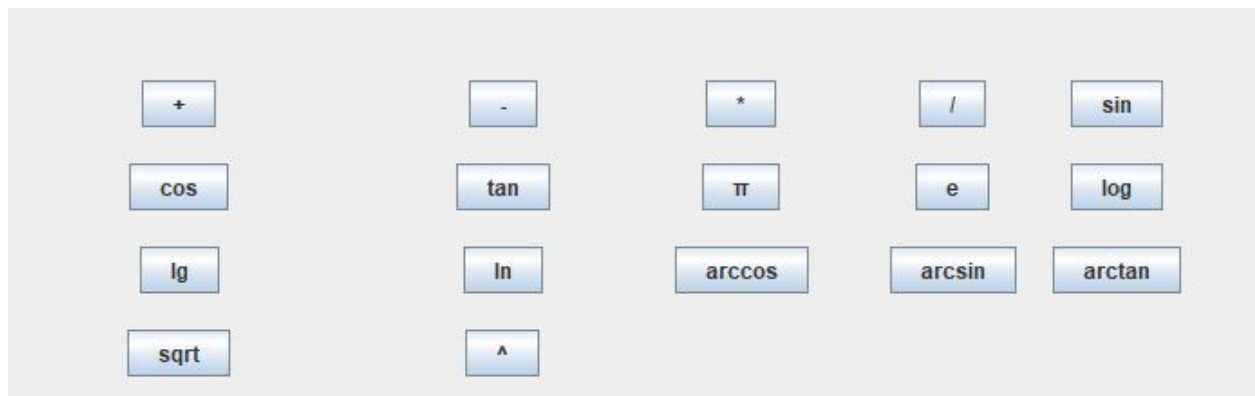 + - * / sin
cos tan π e log
lg ln arccos arcsin arctan
sqrt ^